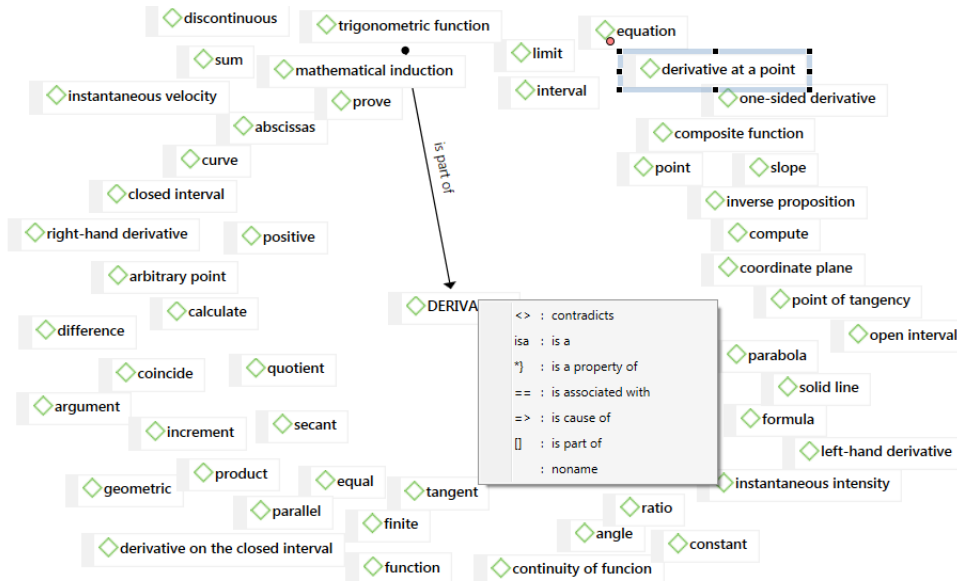 discontinuous
trigonometric function
equation
sum
limit
mathematical induction
derivative at a point
instantaneous velocity
prove
interval
one-sided derivative
abscissas
composite function
curve
is part of
point
slope
closed interval
inverse proposition
right-hand derivative
positive
compute
arbitrary point
coordinate plane
calculate
DERIVA
point of tangency
difference
<> : contradicts
open interval
isa : is a
parabola
coincide
quotient
*} : is a property of
solid line
argument
== : is associated with
formula
increment
secant
=> : is cause of
[] : is part of
left-hand derivative
: noname
geometric
product
equal
tangent
instantaneous intensity
parallel
finite
ratio
angle
constant
derivative on the closed interval
function
continuity of funcion